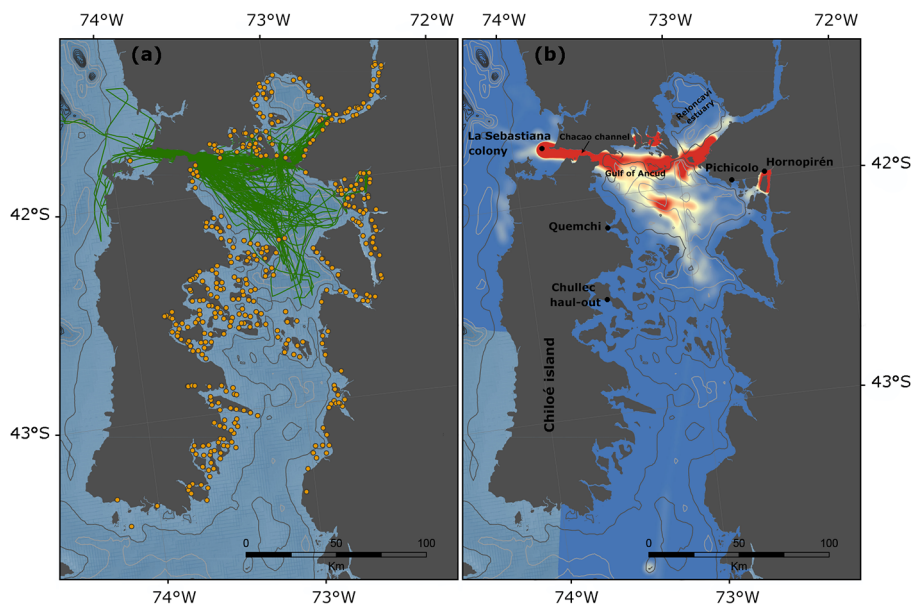 74°W 73°W 72°W 74°W 73°W 72°W
(a) (b)
Reloncaví
estuary
La Sebastiana
colony
Chacao channel
42°S
Pichicolo
Hornopirén
Gulf of Ancud
42°S
Quemchi
Chullec
haul-out
Chiloé island
43°S
43°S
0 50 100
Km
0 50 100
Km
74°W 73°W 74°W 73°W